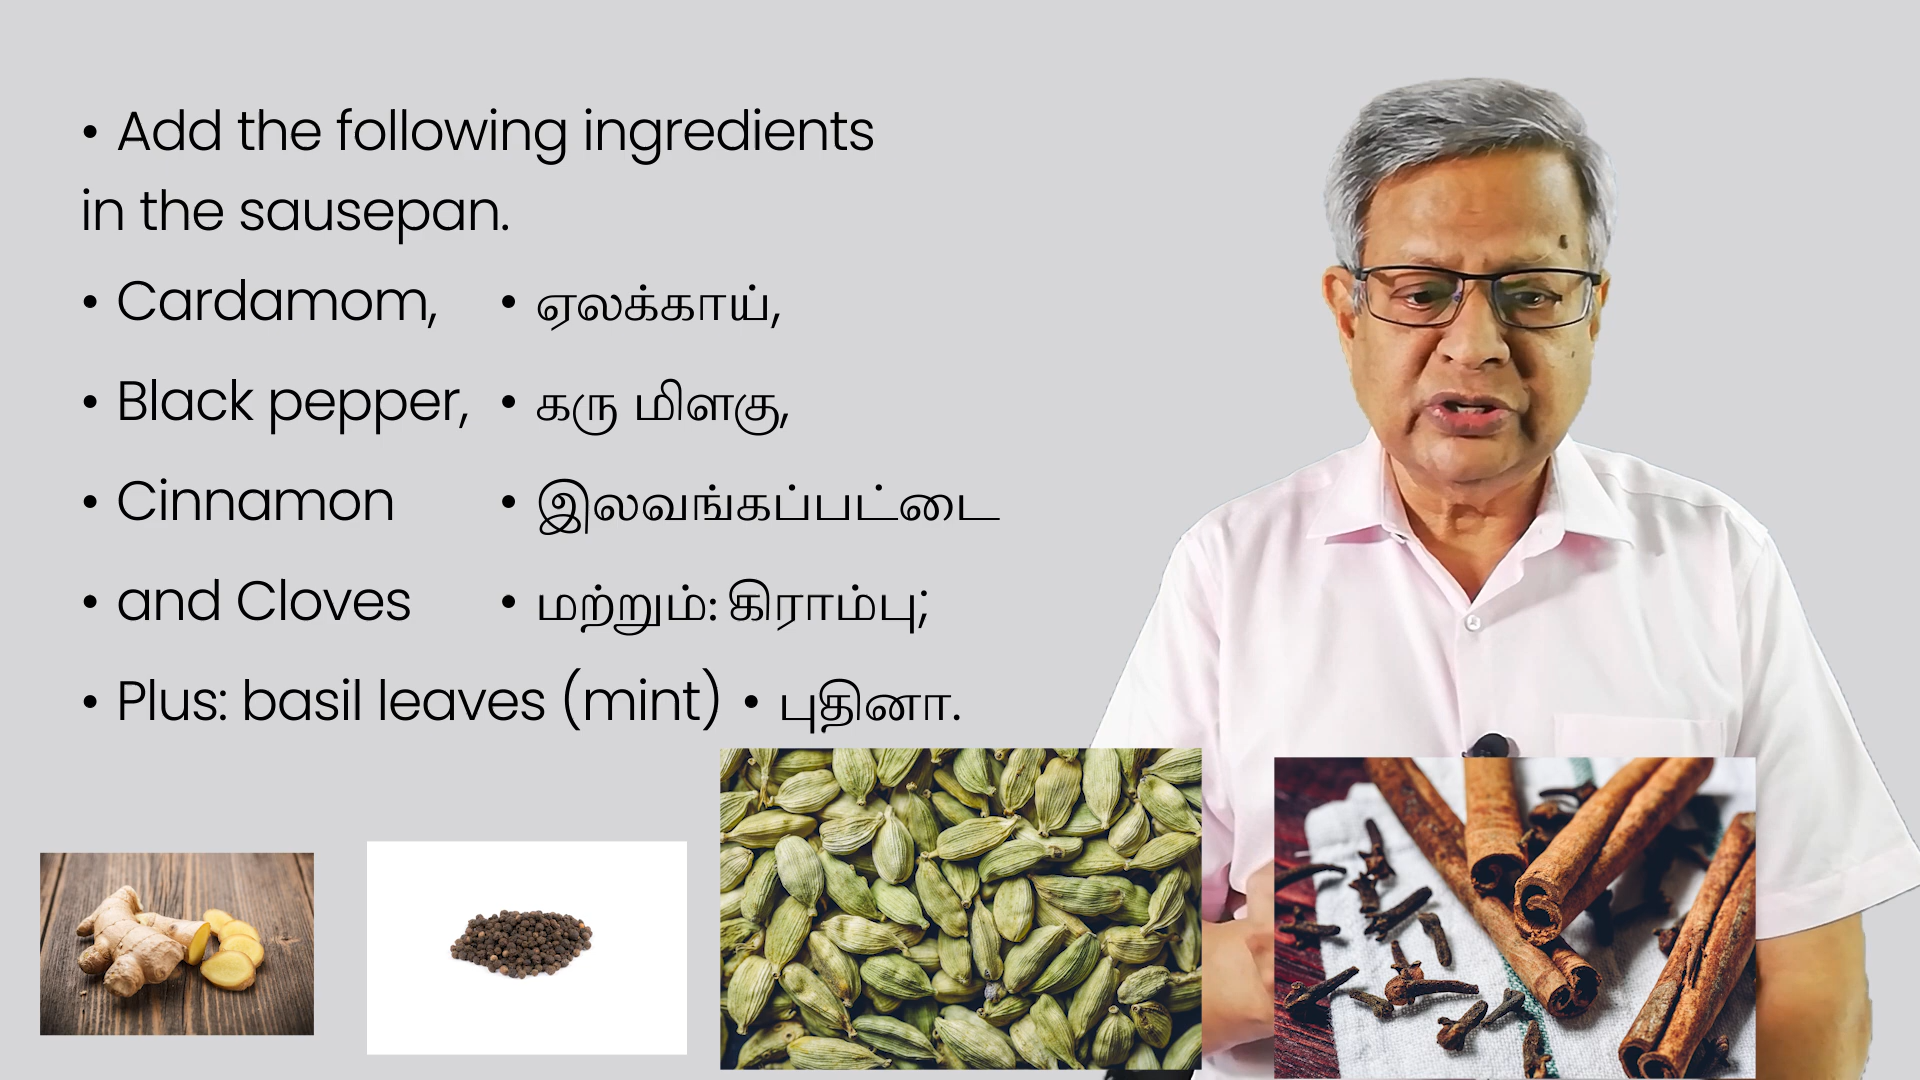 • Add the following ingredients
in the sausepan.
• Cardamom, • ஏலக்காய்,
• Black pepper, • கரு மிளகு,
• Cinnamon • இலவங்கப்பட்டை
• and Cloves • மற்றும்: கிராம்பு;
• Plus: basil leaves (mint) • புதினா.